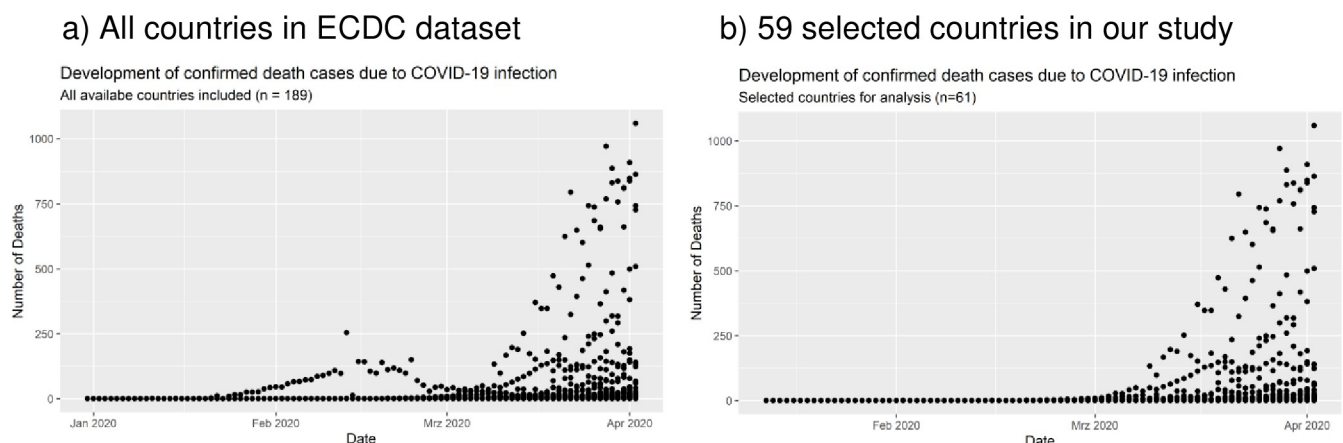 a) All countries in ECDC dataset
Development of confirmed death cases due to COVID-19 infection
All availabe countries included (n = 189)
1000
750
500
250
0
Number of Deaths
Jan 2020
Feb 2020
Mrz 2020
Apr 2020
Date
b) 59 selected countries in our study
Development of confirmed death cases due to COVID-19 infection
Selected countries for analysis (n=61)
1000
750
500
250
0
Number of Deaths
Feb 2020
Mrz 2020
Apr 2020
Date